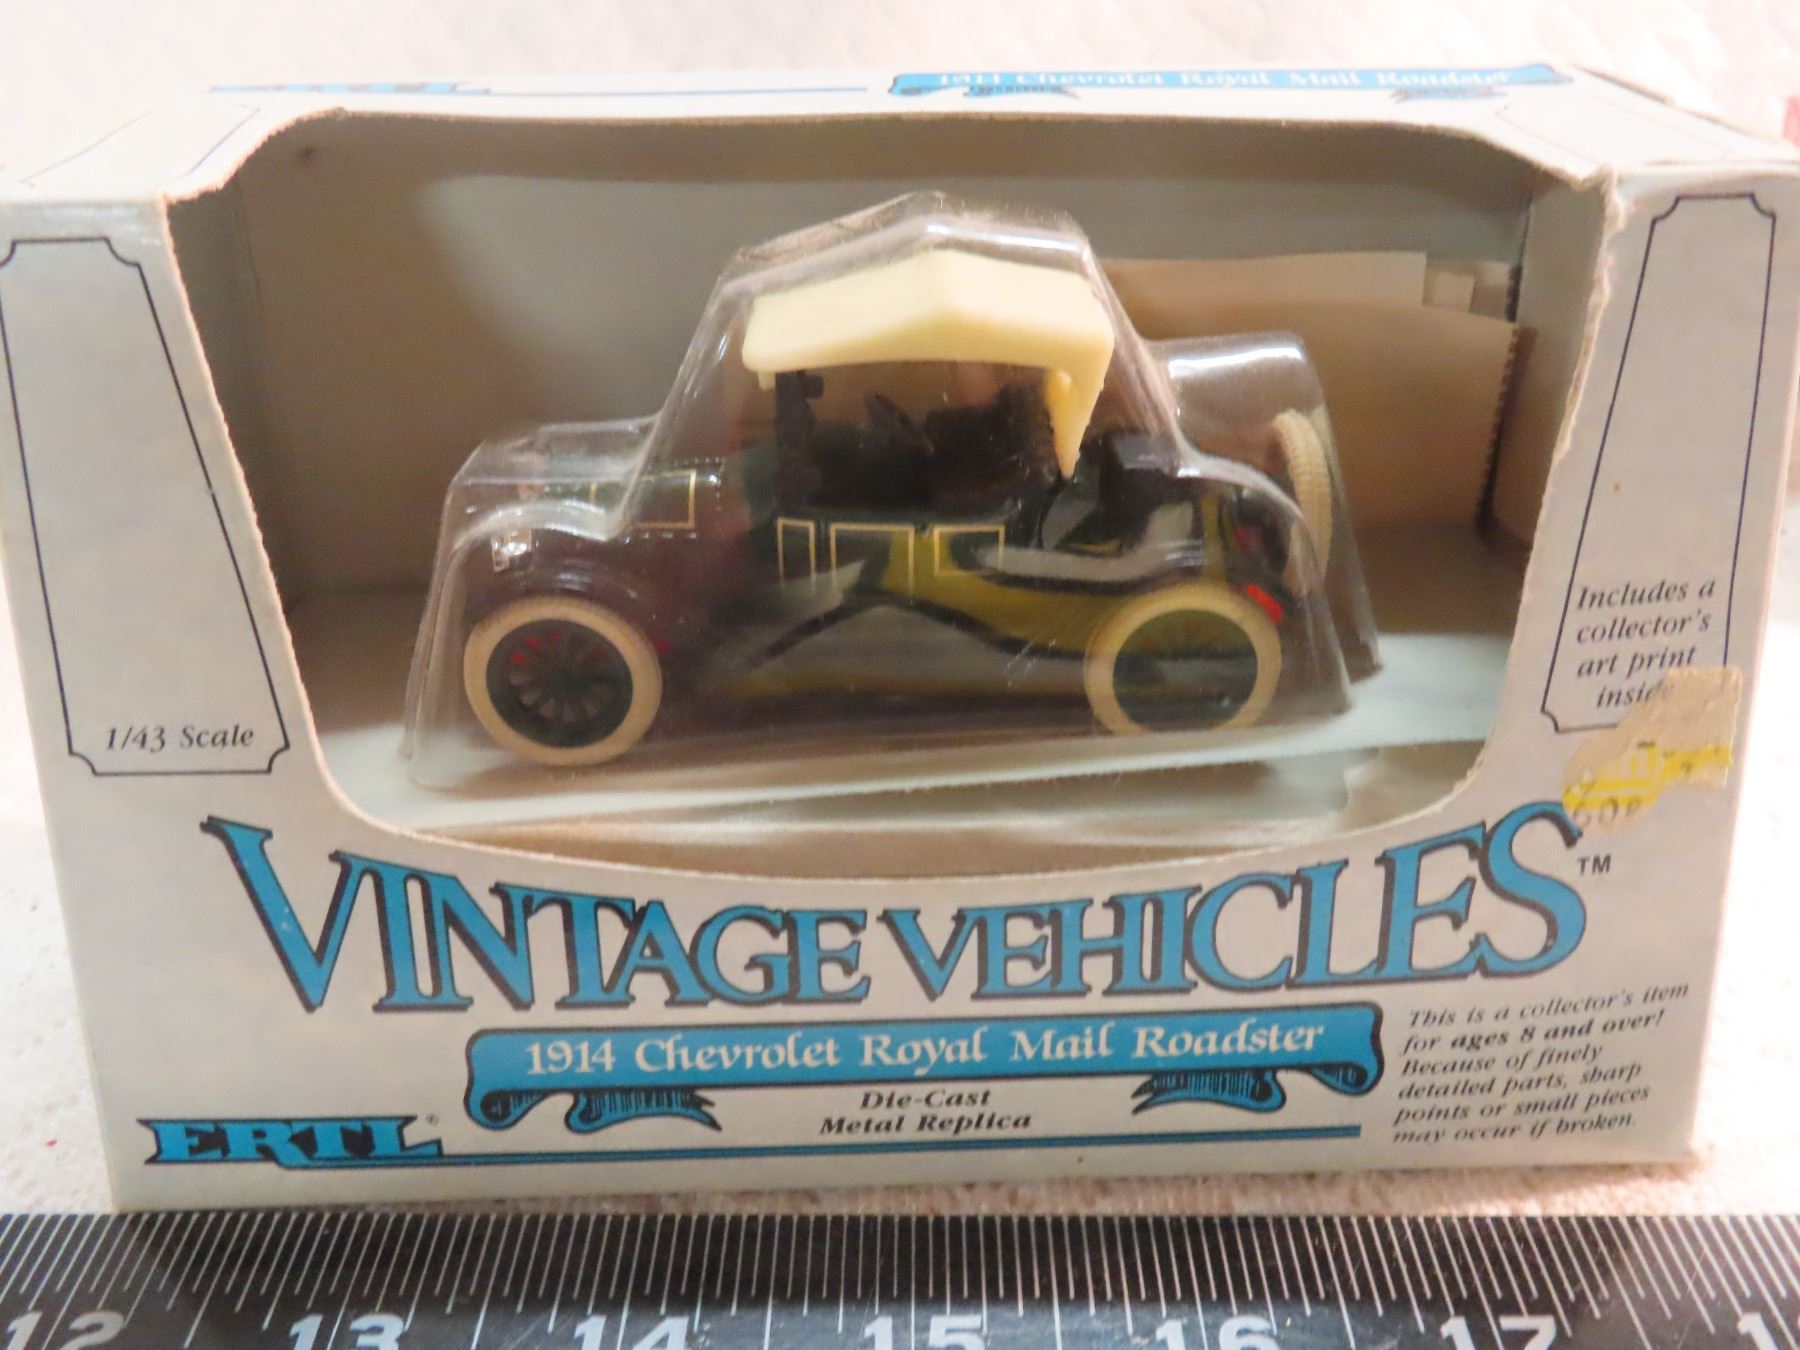 1914 Chevrolet Royal Mail Roadster
1/43 Scale
Includes a
collector's
art print
inside
VINTAGE VEHICLES™
1914 Chevrolet Royal Mail Roadster
Die-Cast
Metal Replica
ERTL®
This is a collector's item
for ages 8 and over!
Because of finely
detailed parts, sharp
points or small pieces
may occur if broken.
12 13 14 15 16 17